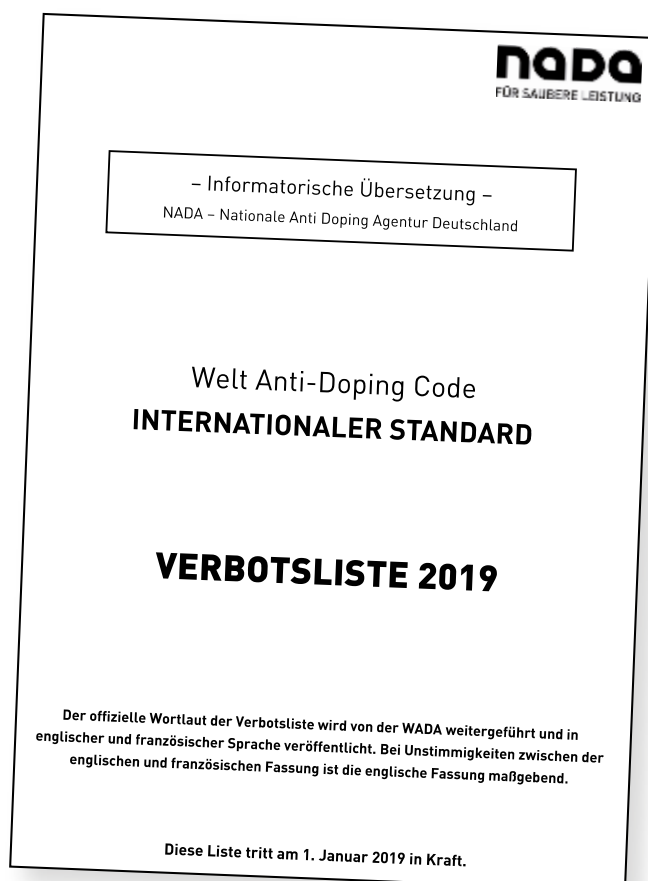 NADA
FÜR SAUBERE LEISTUNG
– Informatorische Übersetzung –
NADA – Nationale Anti Doping Agentur Deutschland
Welt Anti-Doping Code
INTERNATIONALER STANDARD
VERBOTSLISTE 2019
Der offizielle Wortlaut der Verbotsliste wird von der WADA weitergeführt und in
englischer und französischer Sprache veröffentlicht. Bei Unstimmigkeiten zwischen der
englischen und französischen Fassung ist die englische Fassung maßgebend.
Diese Liste tritt am 1. Januar 2019 in Kraft.